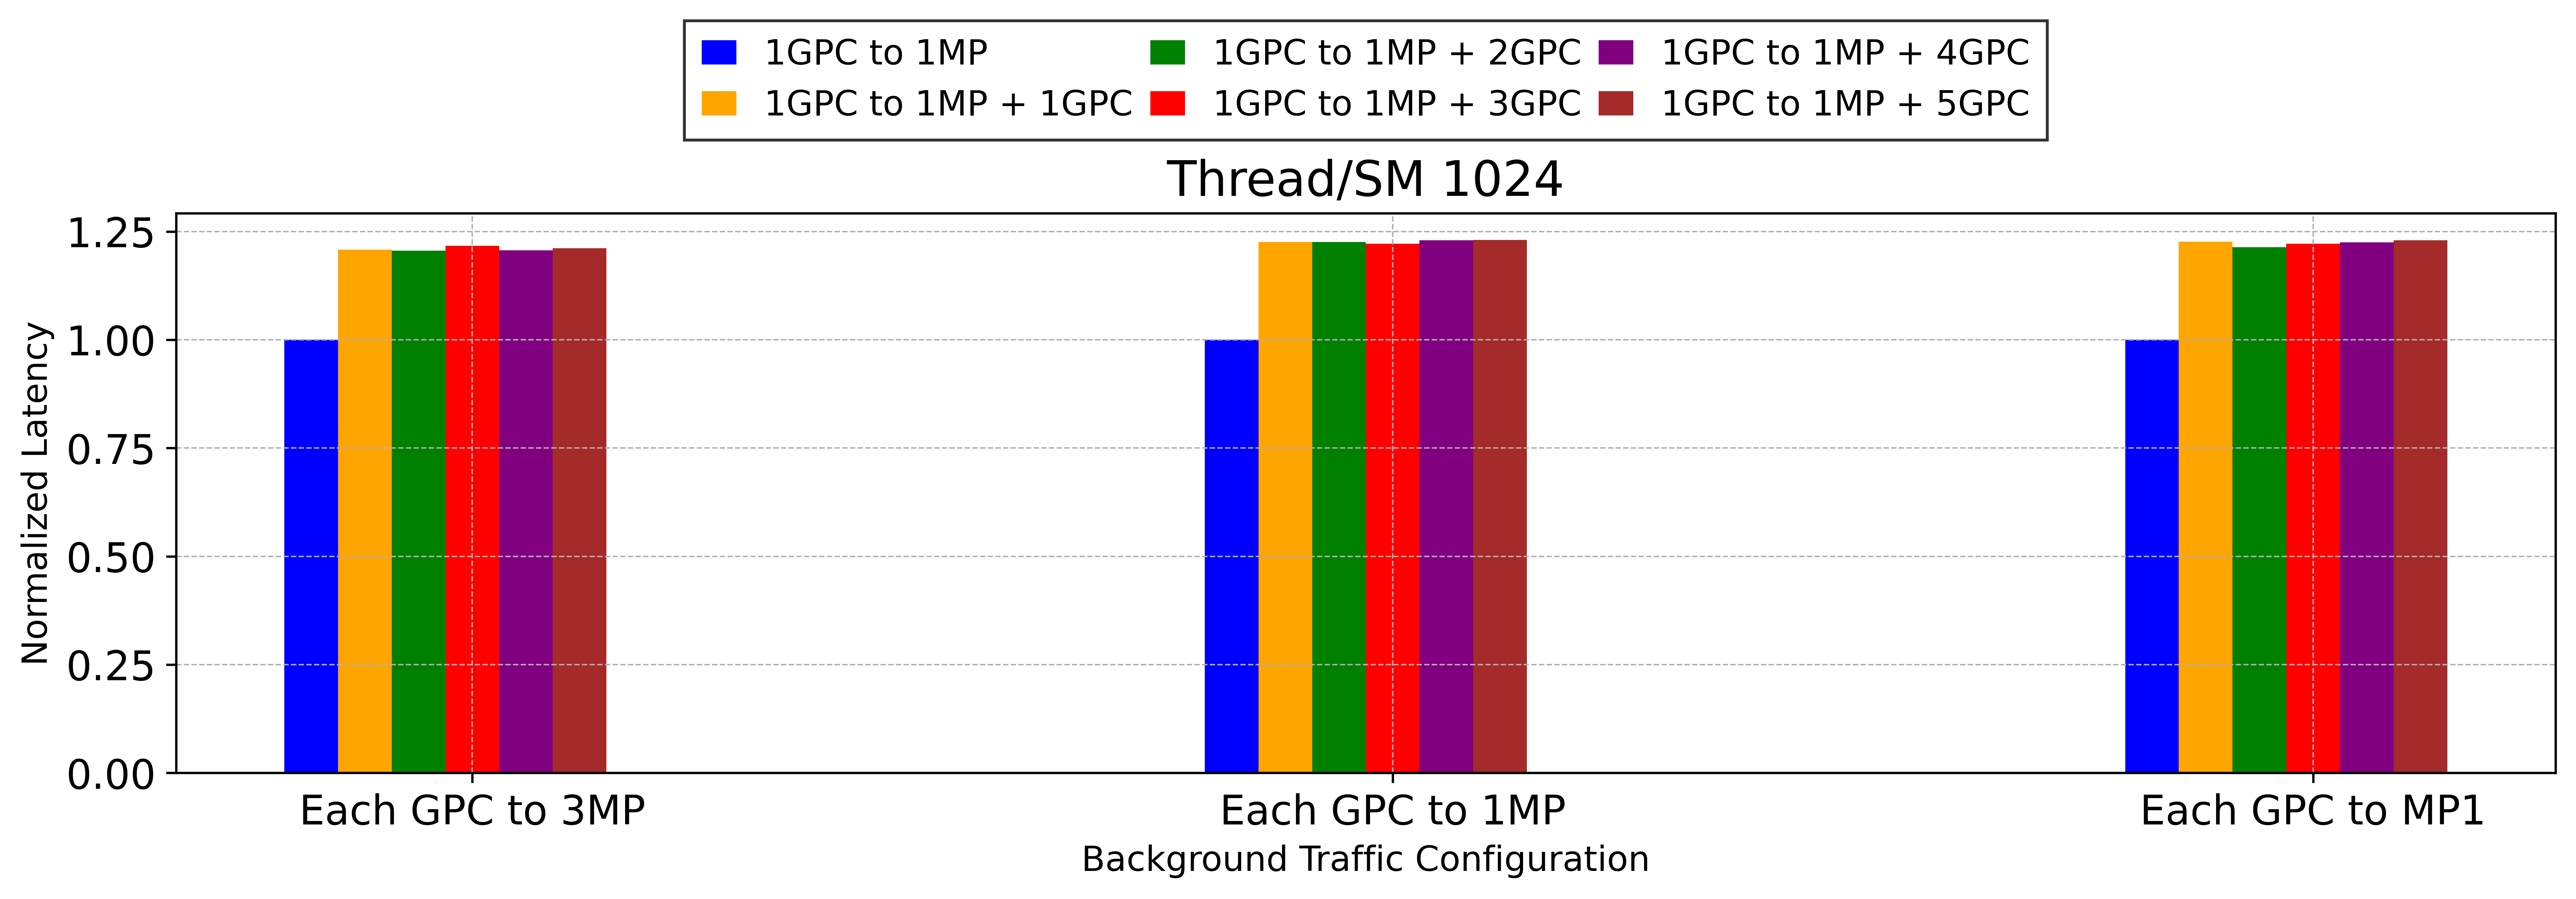 1GPC to 1MP
1GPC to 1MP + 1GPC
1GPC to 1MP + 2GPC
1GPC to 1MP + 3GPC
1GPC to 1MP + 4GPC
1GPC to 1MP + 5GPC
Thread/SM 1024
Normalized Latency
1.25
1.00
0.75
0.50
0.25
0.00
Each GPC to 3MP
Each GPC to 1MP
Each GPC to MP1
Background Traffic Configuration